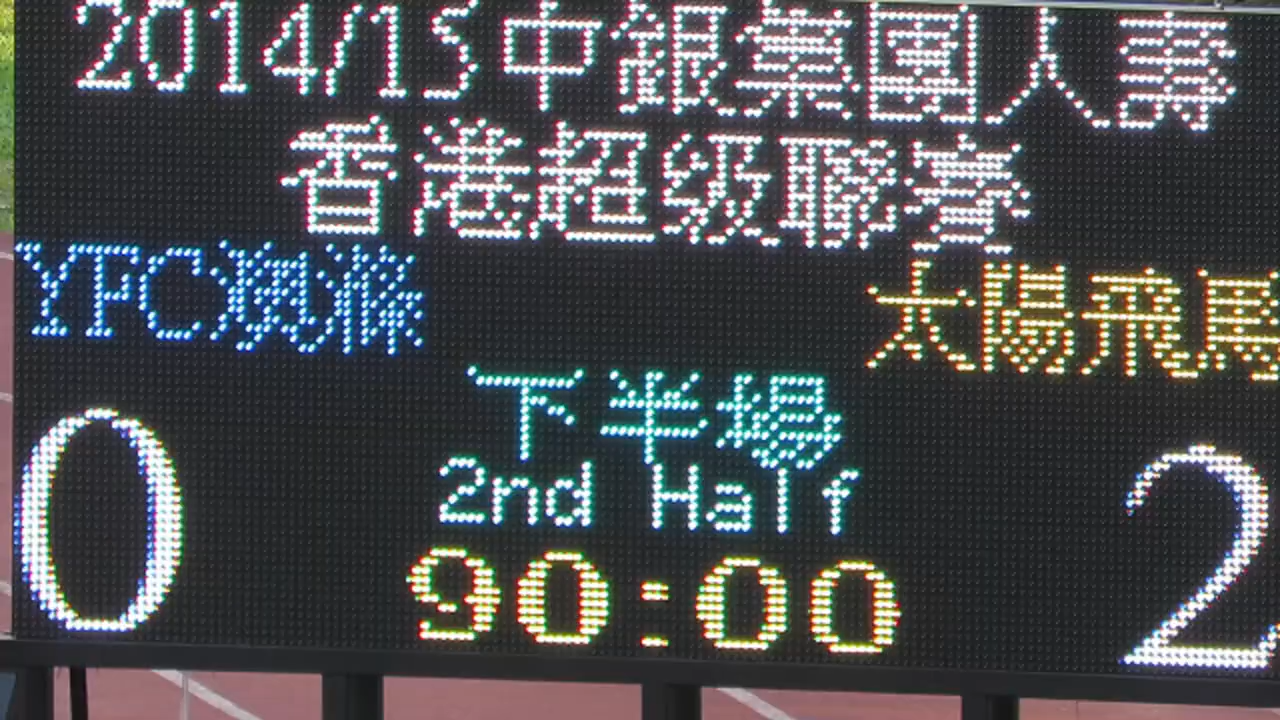 2014/15中銀集團人壽
香港超級聯賽
YFC澳滌 太陽飛馬
下半場
2nd Half
0 90:00 2